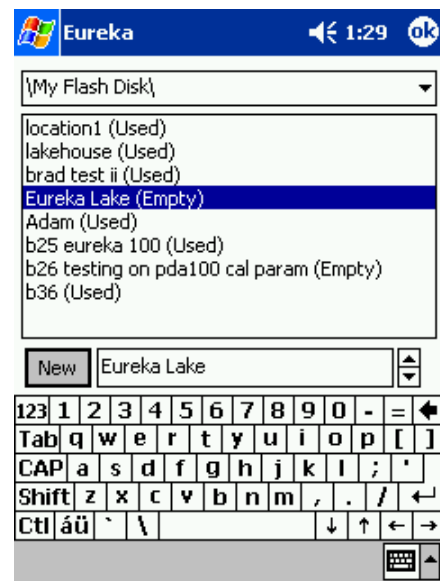 Eureka 1:29 ok
\My Flash Disk\
location1 (Used)
lakehouse (Used)
brad test ii (Used)
Eureka Lake (Empty)
Adam (Used)
b25 eureka 100 (Used)
b26 testing on pda100 cal param (Empty)
b36 (Used)
New Eureka Lake
123 1 2 3 4 5 6 7 8 9 0 - = ←
Tab q w e r t y u i o p [ ]
CAP a s d f g h j k l ; '
Shift z x c v b n m , . / ↵
Ctl áü ` \ ↓ ↑ ← →